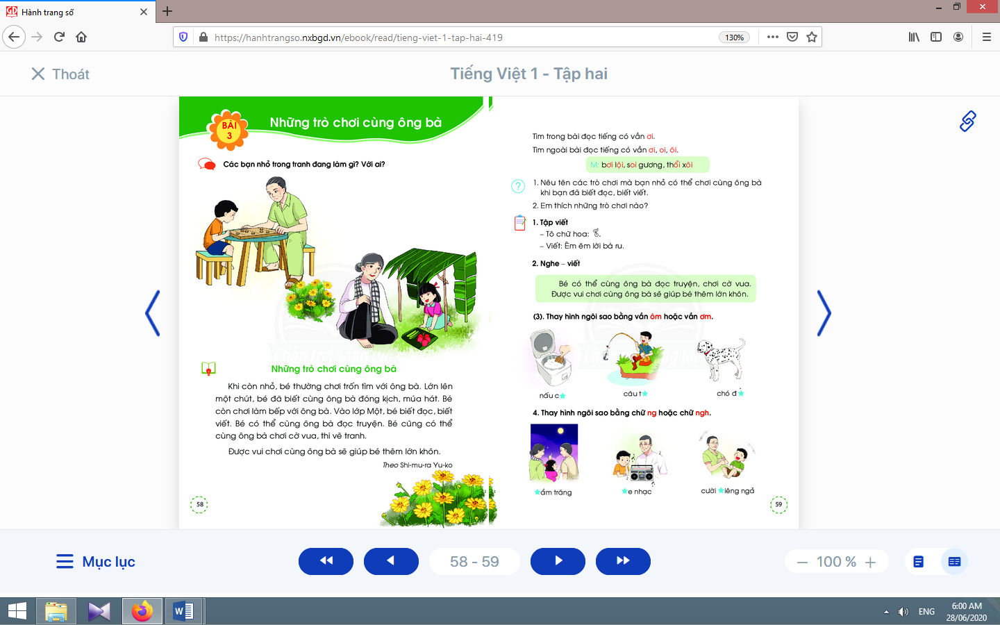 Hành trang số
https://hanhtrangso.nxbgd.vn/ebook/read/tieng-viet-1-tap-hai-419
130%
Thoát
Tiếng Việt 1 - Tập hai
BÀI
3
Những trò chơi cùng ông bà
Các bạn nhỏ trong tranh đang làm gì? Với ai?
Những trò chơi cùng ông bà
Khi còn nhỏ, bé thường chơi trốn tìm với ông bà. Lớn lên
một chút, bé đã biết cùng ông bà đóng kịch, múa hát. Bé
còn chơi làm bếp với ông bà. Vào lớp Một, bé biết đọc, biết
viết. Bé có thể cùng ông bà đọc truyện. Bé cũng có thể
cùng ông bà chơi cờ vua, thi vẽ tranh.
Được vui chơi cùng ông bà sẽ giúp bé thêm lớn khôn.
Theo Shi-mu-ra Yu-ko
58
Tìm trong bài đọc tiếng có vần ơi.
Tìm ngoài bài đọc tiếng có vần ơi, oi, ôi.
M: bơi lội, soi gương, thổi xôi
?
1. Nêu tên các trò chơi mà bạn nhỏ có thể chơi cùng ông bà
khi bạn đã biết đọc, biết viết.
2. Em thích những trò chơi nào?
1. Tập viết
– Tô chữ hoa: Ê.
– Viết: Êm êm lời bà ru.
2. Nghe – viết
Bé có thể cùng ông bà đọc truyện, chơi cờ vua.
Được vui chơi cùng ông bà sẽ giúp bé thêm lớn khôn.
(3). Thay hình ngôi sao bằng vần ôm hoặc vần ơm.
nấu c★
câu t★
chó đ★
4. Thay hình ngôi sao bằng chữ ng hoặc chữ ngh.
★ắm trăng
★e nhạc
cười ★iêng ngả
59
Mục lục
58 - 59
100 %
ENG
6:00 AM
28/06/2020